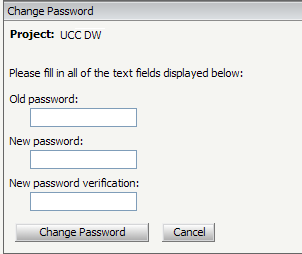 Change Password
Project: UCC DW
Please fill in all of the text fields displayed below:
Old password:
New password:
New password verification:
Change Password Cancel